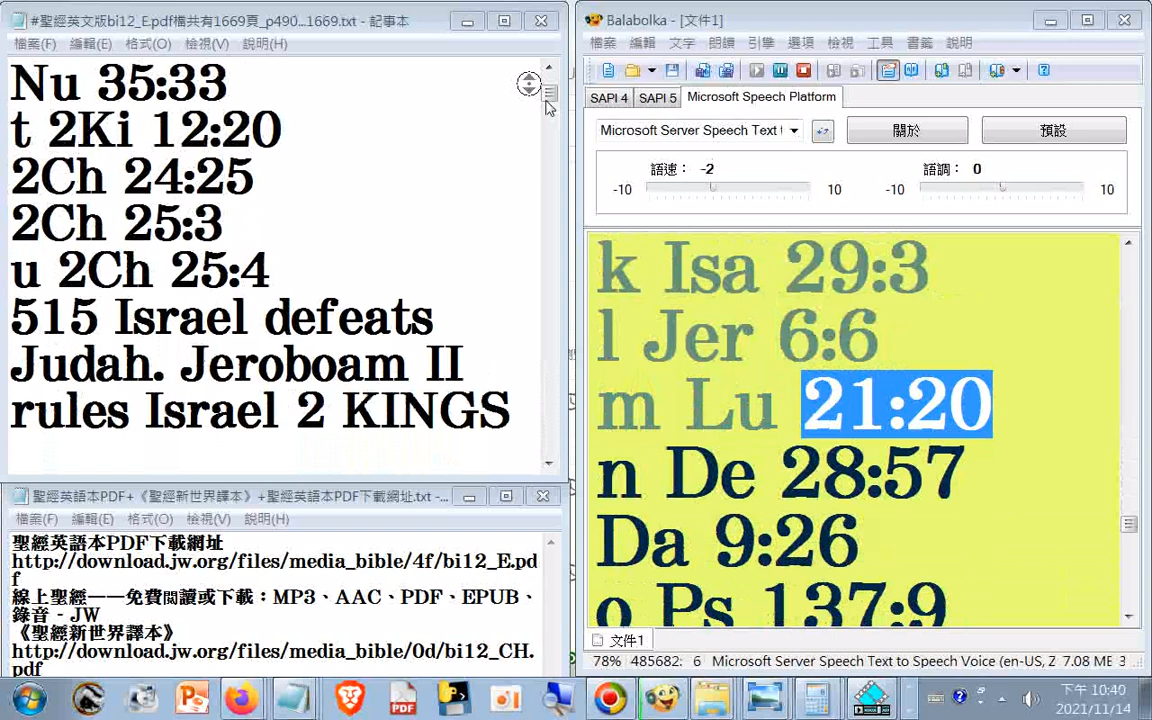 #聖經英文版bi12_E.pdf檔共有1669頁_p490...1669.txt - 記事本
檔案(F) 編輯(E) 格式(O) 檢視(V) 說明(H)
Nu 35:33
t 2Ki 12:20
2Ch 24:25
2Ch 25:3
u 2Ch 25:4
515 Israel defeats
Judah. Jeroboam II
rules Israel 2 KINGS
聖經英語本PDF+《聖經新世界譯本》+聖經英語本PDF下載網址.txt -...
檔案(F) 編輯(E) 格式(O) 檢視(V) 說明(H)
聖經英語本PDF下載網址
http://download.jw.org/files/media_bible/4f/bi12_E.pd
f
線上聖經——免費閱讀或下載：MP3、AAC、PDF、EPUB、
錄音 - JW
《聖經新世界譯本》
http://download.jw.org/files/media_bible/0d/bi12_CH.
pdf
Balabolka - [文件1]
檔案 編輯 文字 朗讀 引擎 選項 檢視 工具 書籤 說明
SAPI 4 SAPI 5 Microsoft Speech Platform
Microsoft Server Speech Text t 關於 預設
語速： -2 語調： 0
-10 10 -10 10
k Isa 29:3
l Jer 6:6
m Lu 21:20
n De 28:57
Da 9:26
o Ps 137:9
文件1
78% 485682: 6 Microsoft Server Speech Text to Speech Voice (en-US, Z 7.08 ME 3
PDF
下午 10:40
2021/11/14